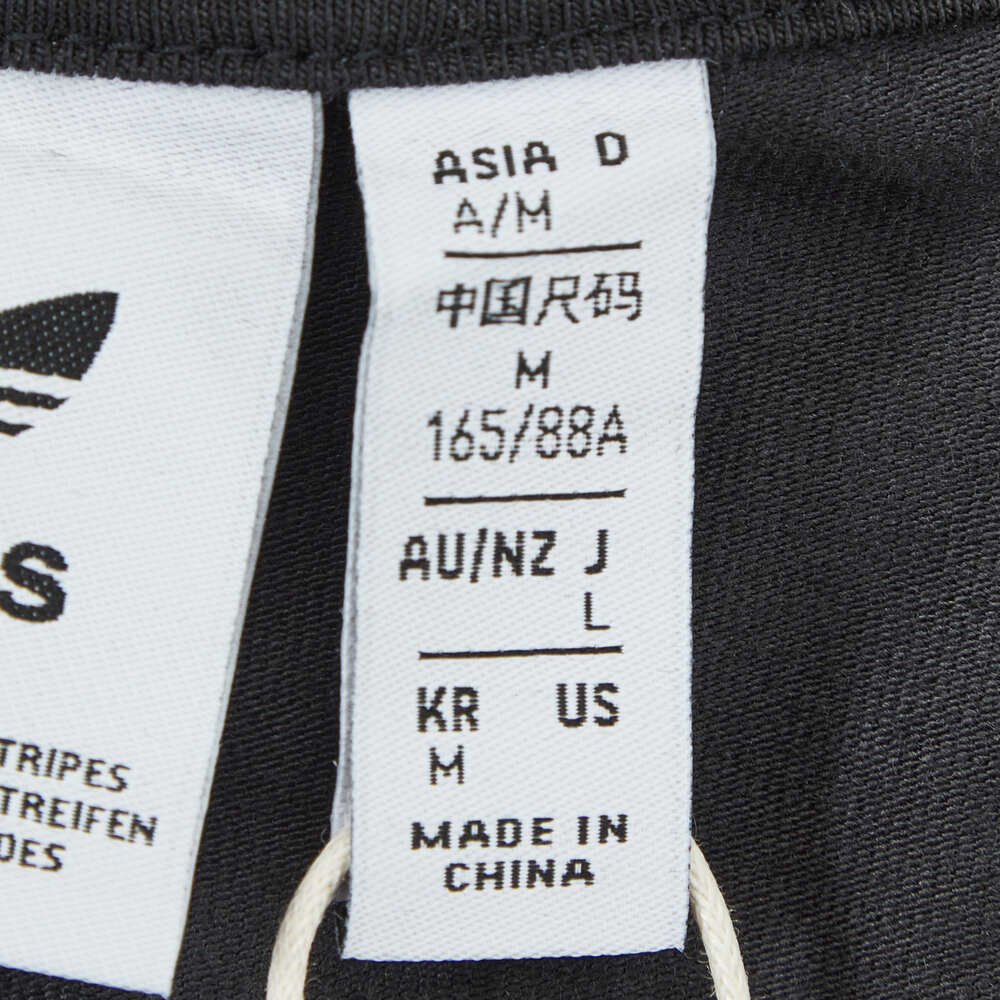 ASIA D
A/M
中国尺码
M
165/88A
AU/NZ J
L
KR US
M
MADE IN
CHINA
S
TRIPES
TREIFEN
DES